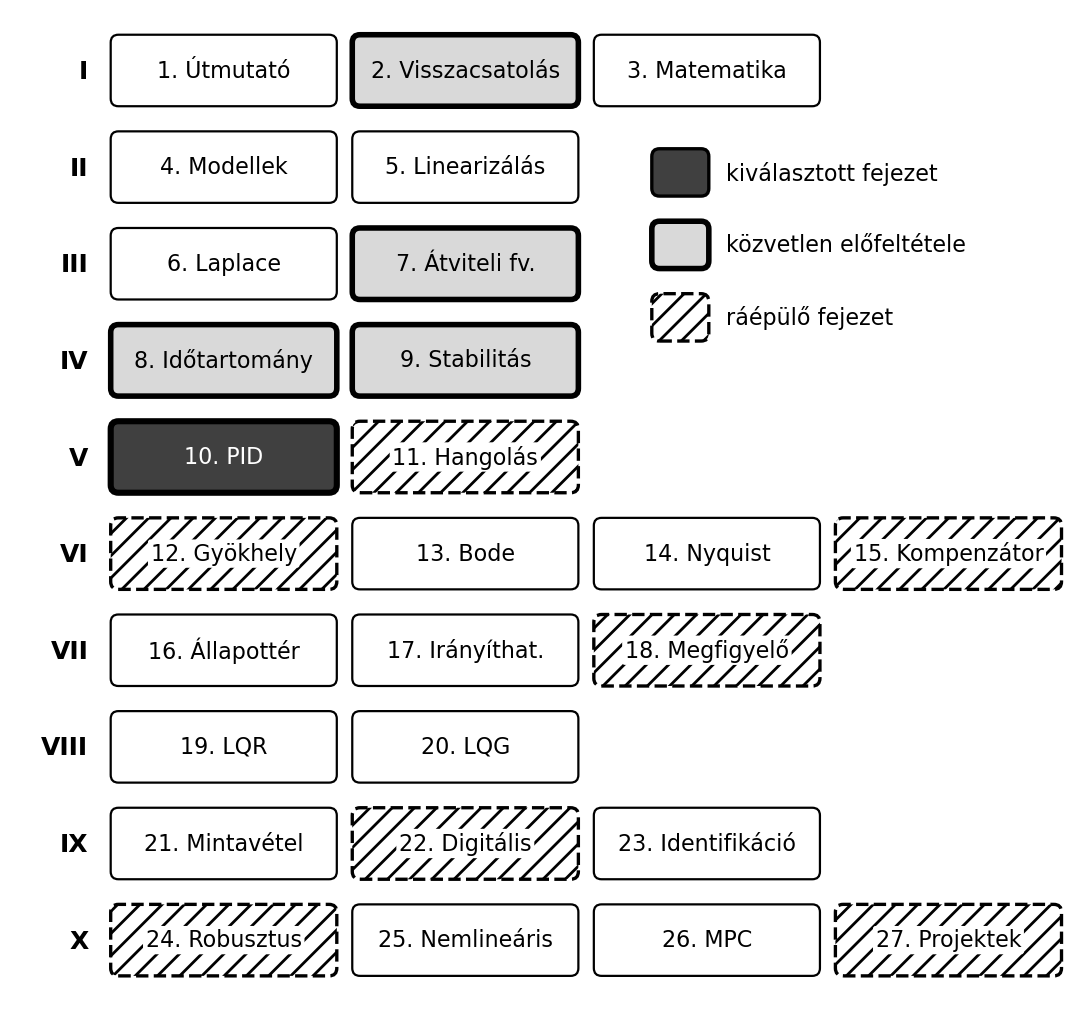 I 1. Útmutató 2. Visszacsatolás 3. Matematika
II 4. Modellek 5. Linearizálás
kiválasztott fejezet
közvetlen előfeltétele
III 6. Laplace 7. Átviteli fv.
ráépülő fejezet
IV 8. Időtartomány 9. Stabilitás
V 10. PID 11. Hangolás
VI 12. Gyökhely 13. Bode 14. Nyquist 15. Kompenzátor
VII 16. Állapottér 17. Irányíthat. 18. Megfigyelő
VIII 19. LQR 20. LQG
IX 21. Mintavétel 22. Digitális 23. Identifikáció
X 24. Robusztus 25. Nemlineáris 26. MPC 27. Projektek